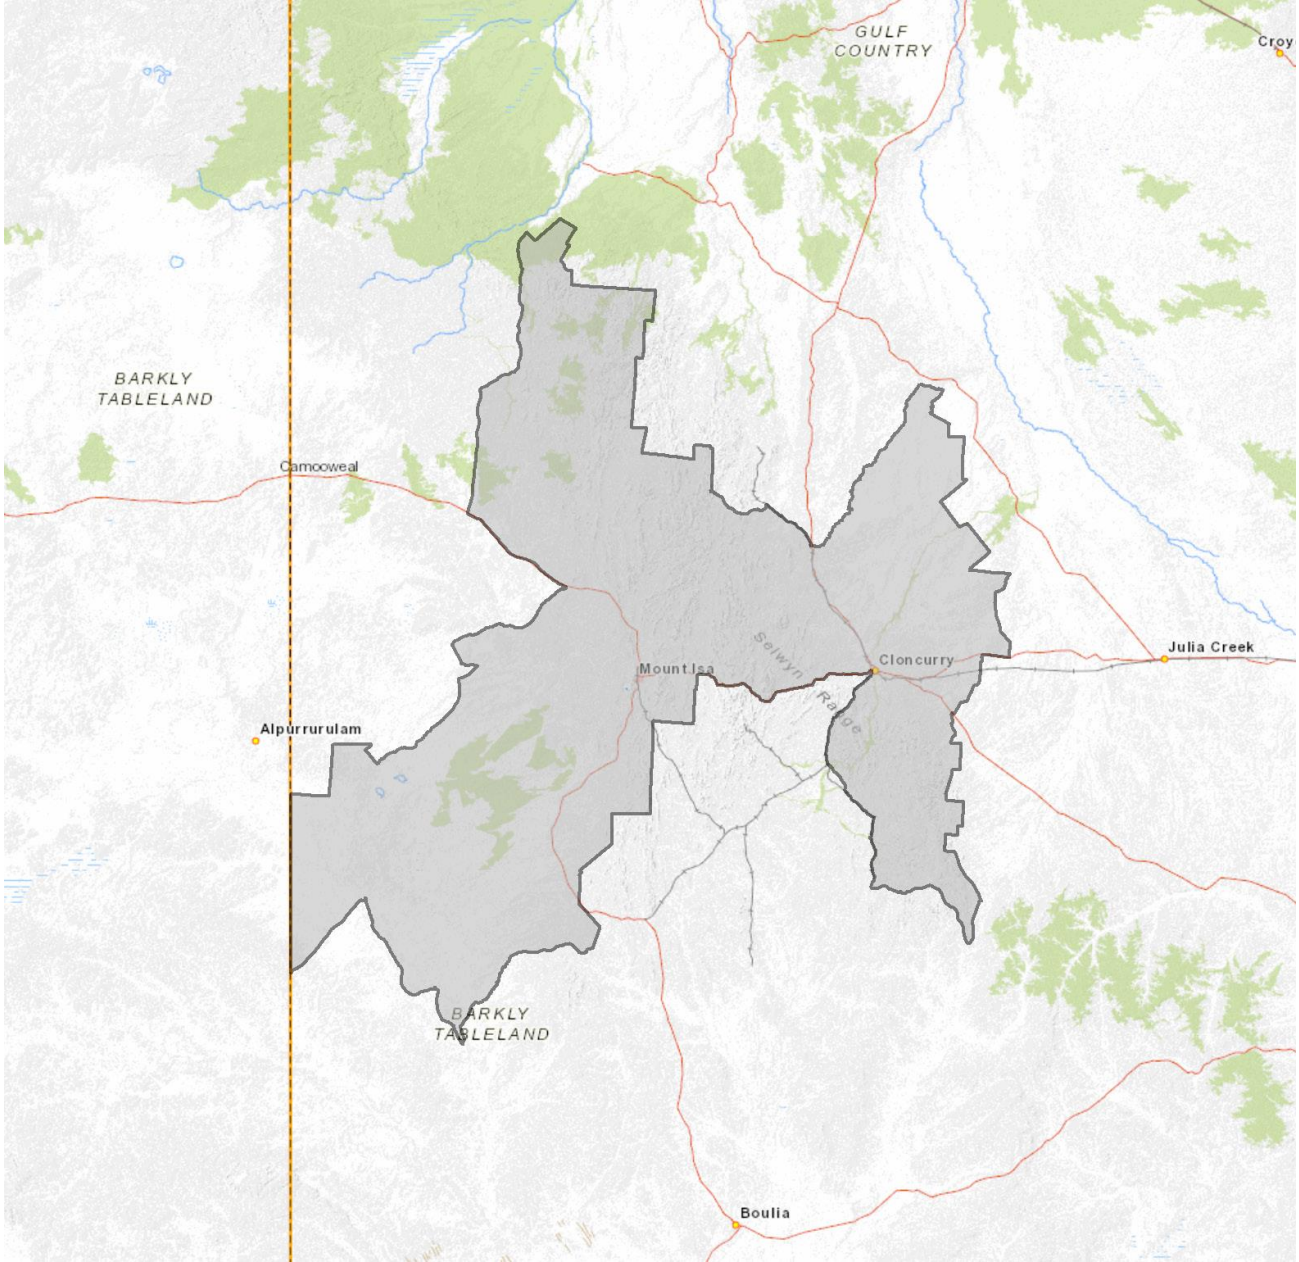 GULF
COUNTRY
Croy
BARKLY
TABLELAND
Camooweal
Selwyn Range
Cloncurry
Julia Creek
Mount Isa
Alpurrurulam
BARKLY
TABLELAND
Boulia